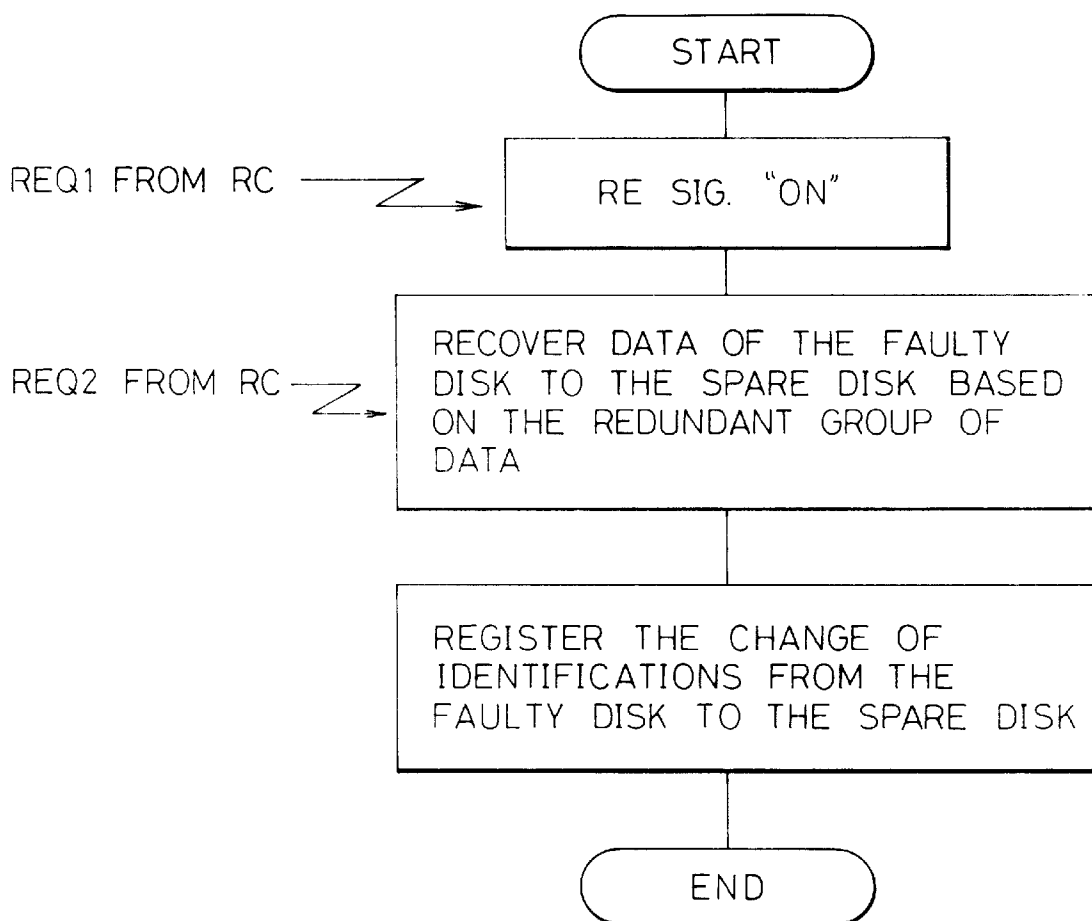 START
REQ1 FROM RC
RE SIG. "ON"
REQ2 FROM RC
RECOVER DATA OF THE FAULTY
DISK TO THE SPARE DISK BASED
ON THE REDUNDANT GROUP OF
DATA
REGISTER THE CHANGE OF
IDENTIFICATIONS FROM THE
FAULTY DISK TO THE SPARE DISK
END